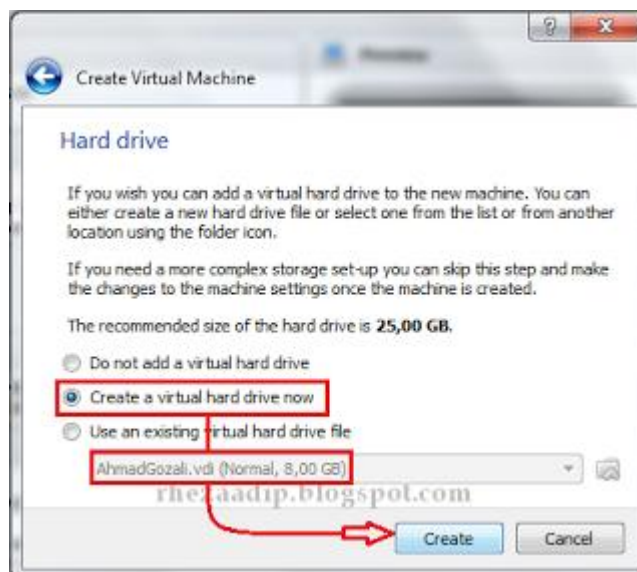 Create Virtual Machine
Hard drive
If you wish you can add a virtual hard drive to the new machine. You can
either create a new hard drive file or select one from the list or from another
location using the folder icon.
If you need a more complex storage set-up you can skip this step and make
the changes to the machine settings once the machine is created.
The recommended size of the hard drive is 25,00 GB.
Do not add a virtual hard drive
Create a virtual hard drive now
Use an existing virtual hard drive file
AhmadGozali.vdi (Normal, 8,00 GB)
rhezaadip.blogspot.com
Create
Cancel